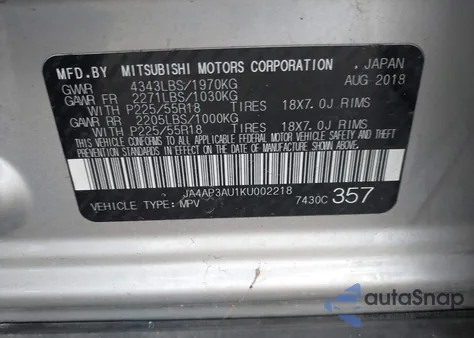 MFD.BY MITSUBISHI MOTORS CORPORATION JAPAN
GVWR 4343LBS/1970KG AUG 2018
GAWR FR 2271LBS/1030KG
WITH P225/55R18 TIRES 18X7.0J RIMS
GAWR RR 2205LBS/1000KG
WITH P225/55R18 TIRES 18X7.0J RIMS
THIS VEHICLE CONFORMS TO ALL APPLICABLE FEDERAL MOTOR VEHICLE SAFETY,
BUMPER, AND THEFT PREVENTION STANDARDS IN EFFECT ON THE DATE OF MANUFACTURE SHOWN ABOVE.
JA4AP3AU1KU002218
VEHICLE TYPE: MPV 7430C 357
autoSnap